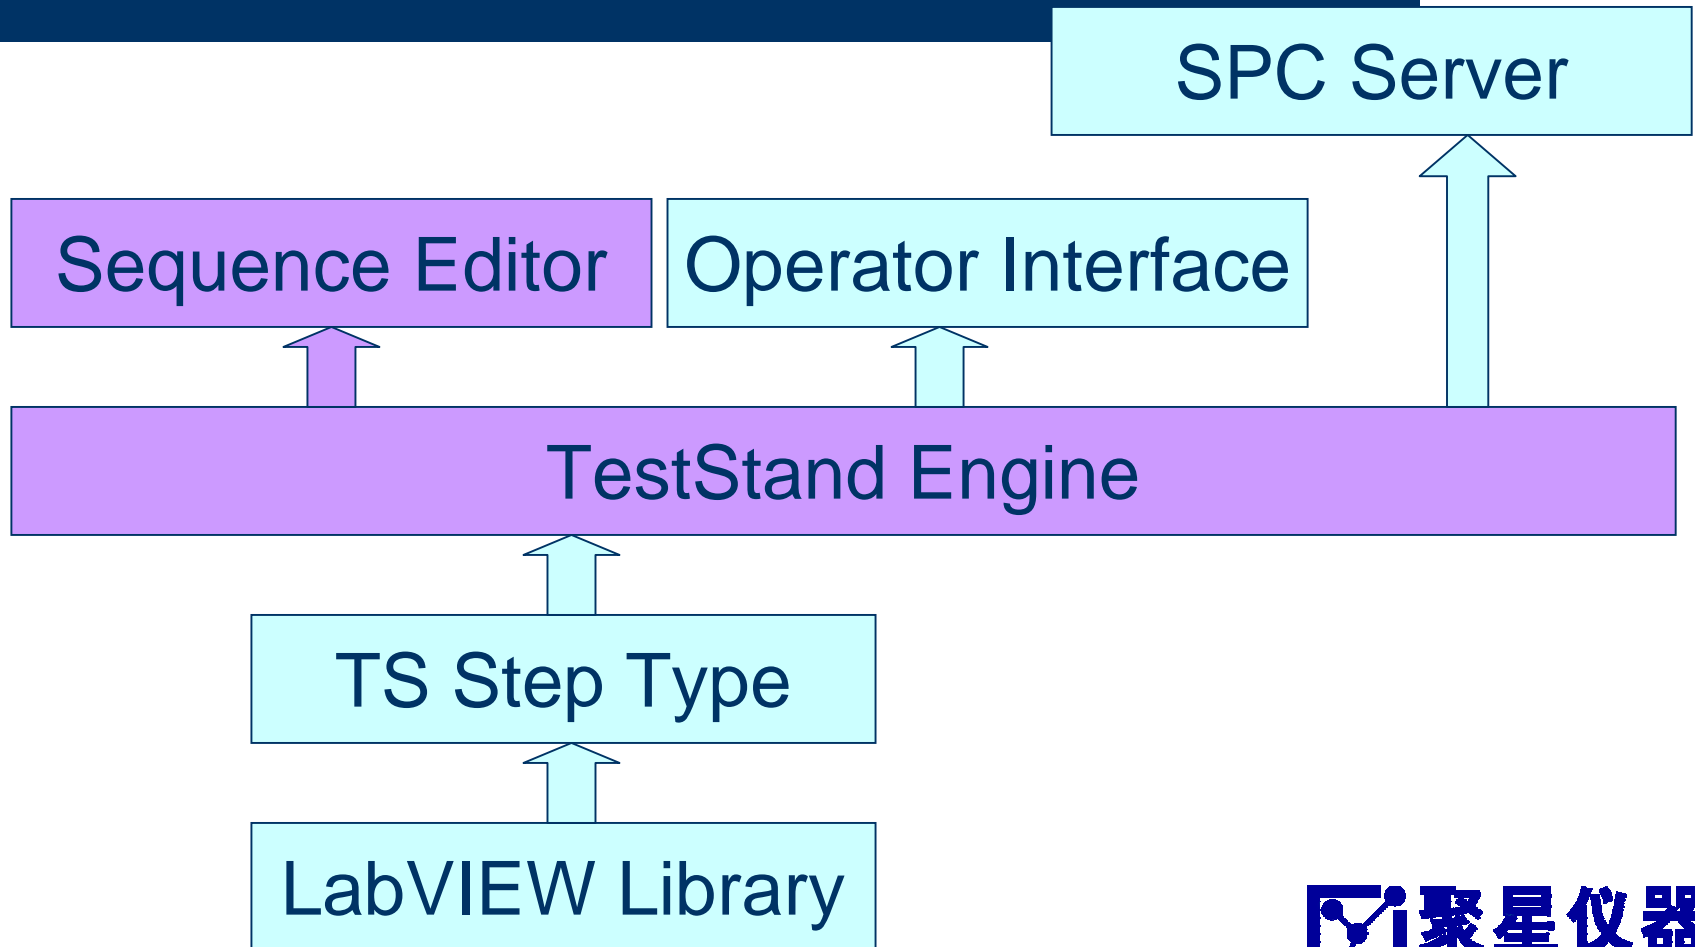 SPC Server
Sequence Editor
Operator Interface
TestStand Engine
TS Step Type
LabVIEW Library
聚星仪器